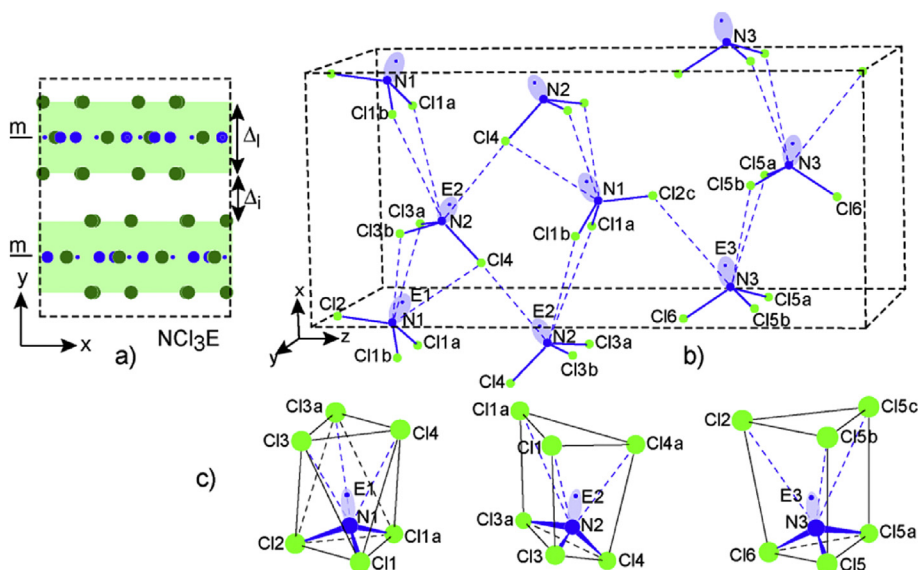 m
Δl
Δi
m
y
x
a)
NCl3E
N1
Cl1a
Cl1b
N2
Cl4
N3
E2
Cl3a
N2
Cl3b
N1
Cl2c
Cl1b
Cl1a
Cl5a
N3
Cl5b
Cl6
Cl4
E1
Cl2
N1
Cl1a
Cl1b
E2
N2
Cl3a
Cl3b
Cl4
E3
N3
Cl5a
Cl6
Cl5b
x
y
z
b)
c)
Cl3a
Cl3
Cl4
E1
N1
Cl2
Cl1a
Cl1
Cl1a
Cl1
Cl4a
E2
Cl3a
N2
Cl3
Cl4
Cl2
Cl5c
Cl5b
E3
N3
Cl5a
Cl6
Cl5